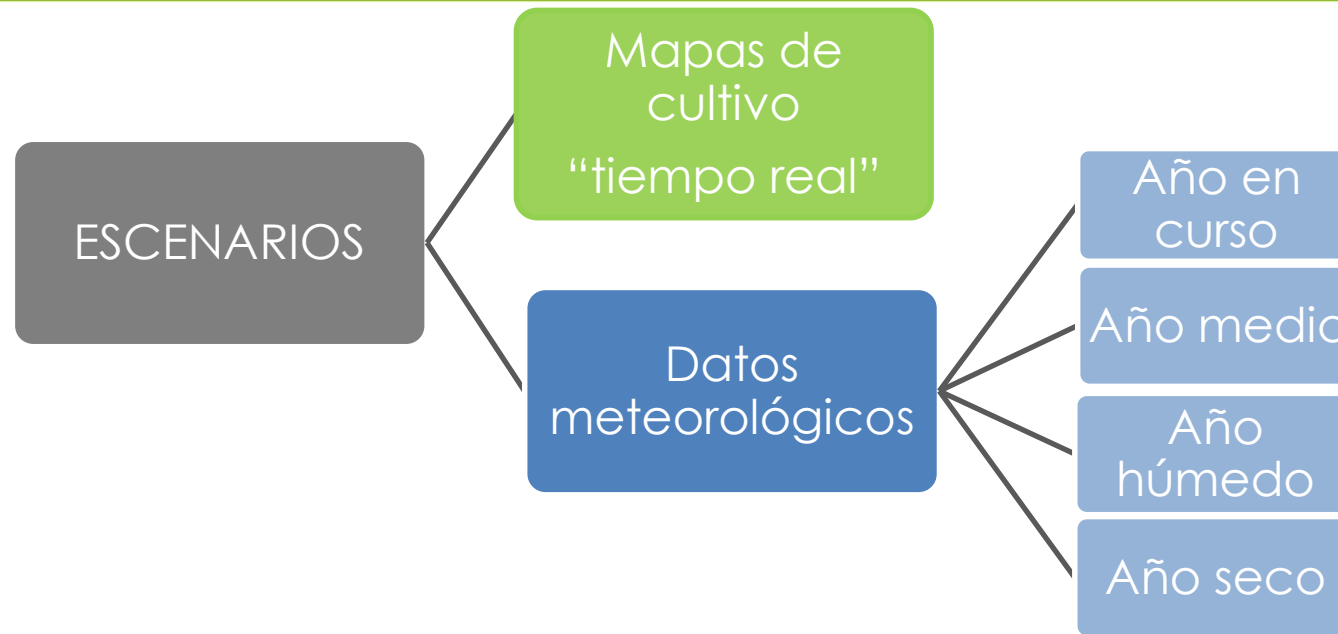 Mapas de
cultivo
“tiempo real”
ESCENARIOS
Datos
meteorológicos
Año en
curso
Año medio
Año
húmedo
Año seco